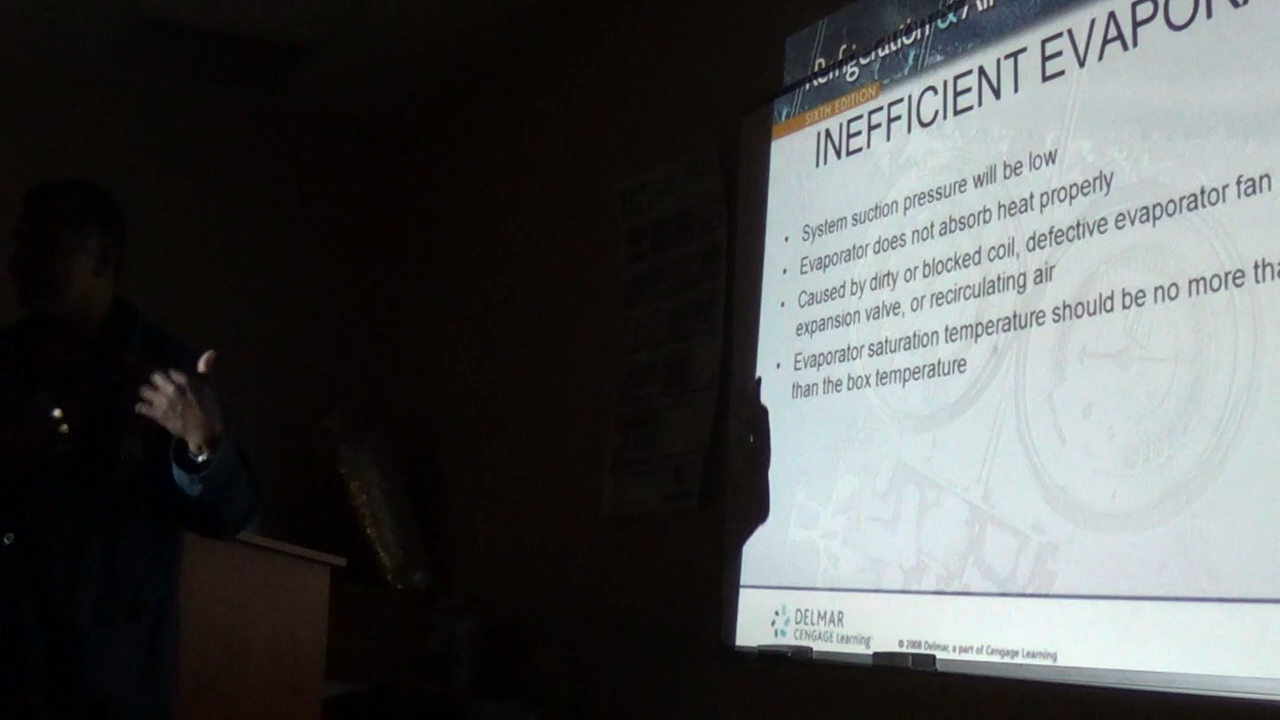 Refrigeration & Air
SIXTH EDITION
INEFFICIENT EVAPOR
• System suction pressure will be low
• Evaporator does not absorb heat properly
• Caused by dirty or blocked coil, defective evaporator fan
expansion valve, or recirculating air
• Evaporator saturation temperature should be no more tha
than the box temperature
DELMAR
CENGAGE Learning
© 2008 Delmar, a part of Cengage Learning